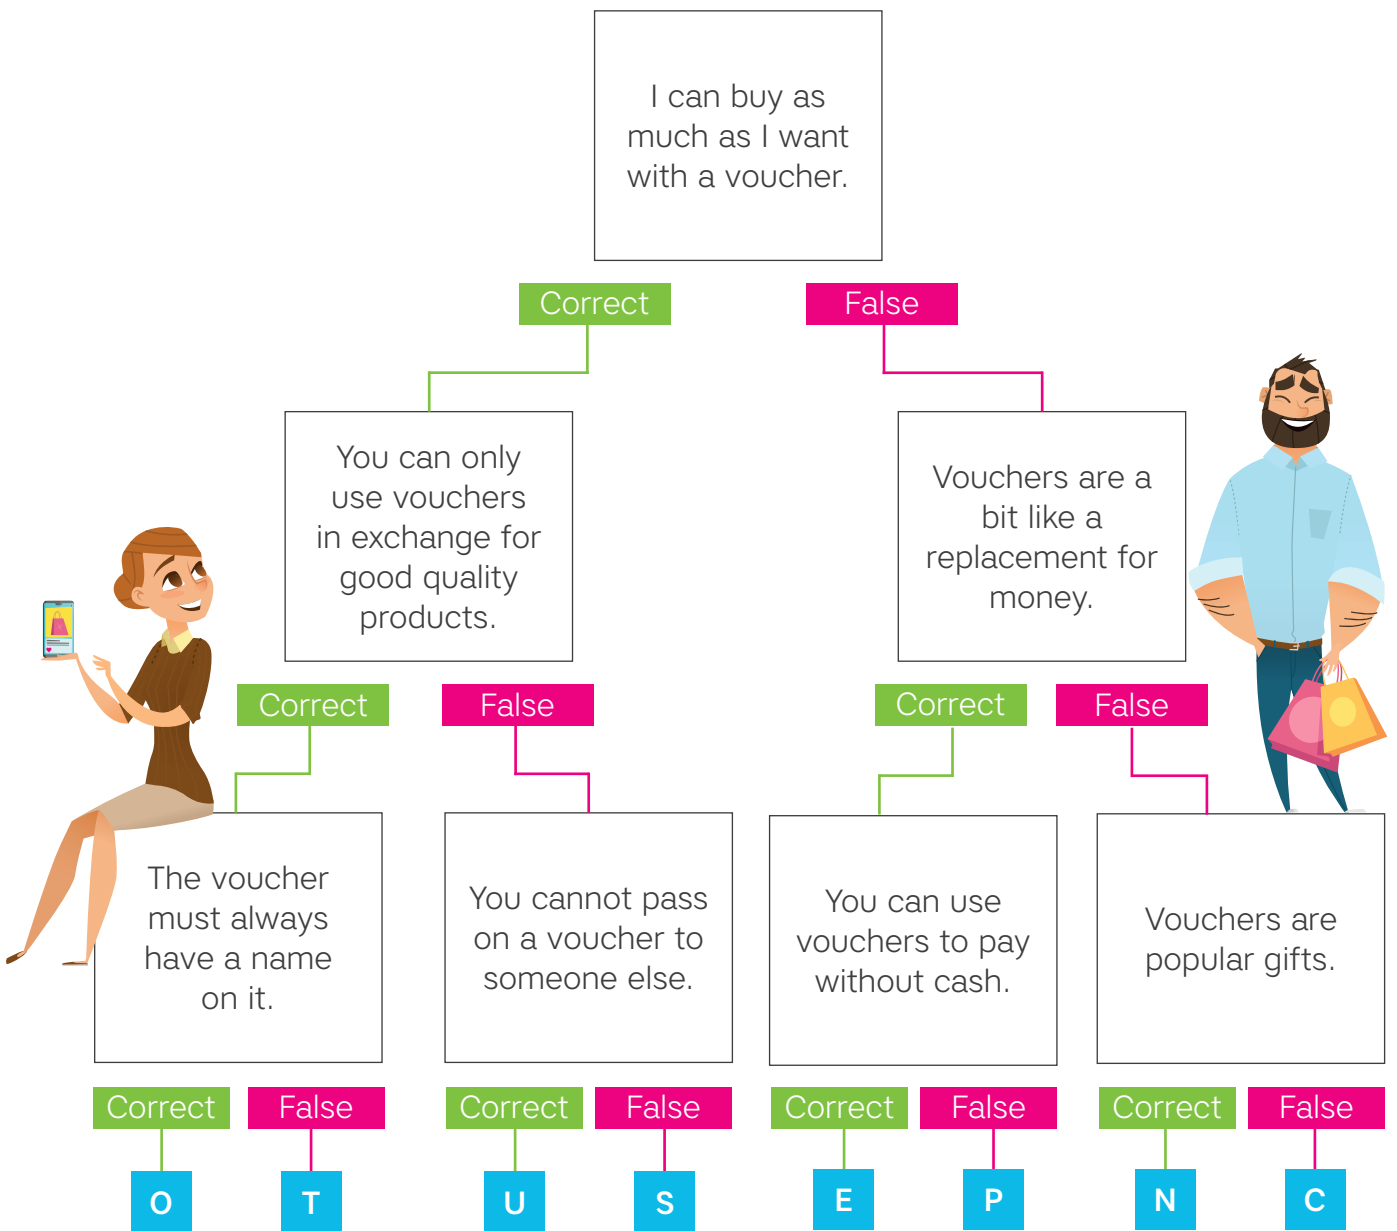 I can buy as
much as I want
with a voucher.
Correct
False
You can only
use vouchers
in exchange for
good quality
products.
Vouchers are a
bit like a
replacement for
money.
Correct
False
Correct
False
The voucher
must always
have a name
on it.
You cannot pass
on a voucher to
someone else.
You can use
vouchers to pay
without cash.
Vouchers are
popular gifts.
Correct
False
Correct
False
Correct
False
Correct
False
O
T
U
S
E
P
N
C